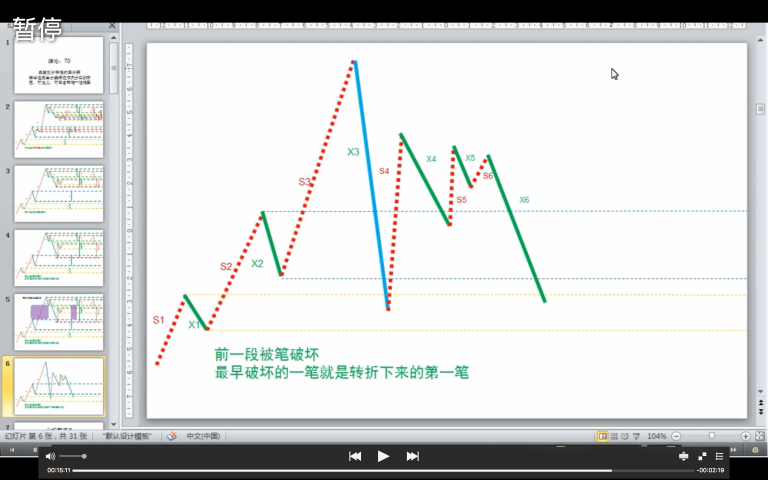 暂停
1
缠论：70
2
3
4
5
6
7
S1
X1
S2
X2
S3
X3
S4
X4
S5
X5
S6
X6
前一段被笔破坏
最早破坏的一笔就是转折下来的第一笔
幻灯片 第 6 张，共 31 张
"默认设计模板"
中文(中国)
104%
00:15:11
-00:02:19